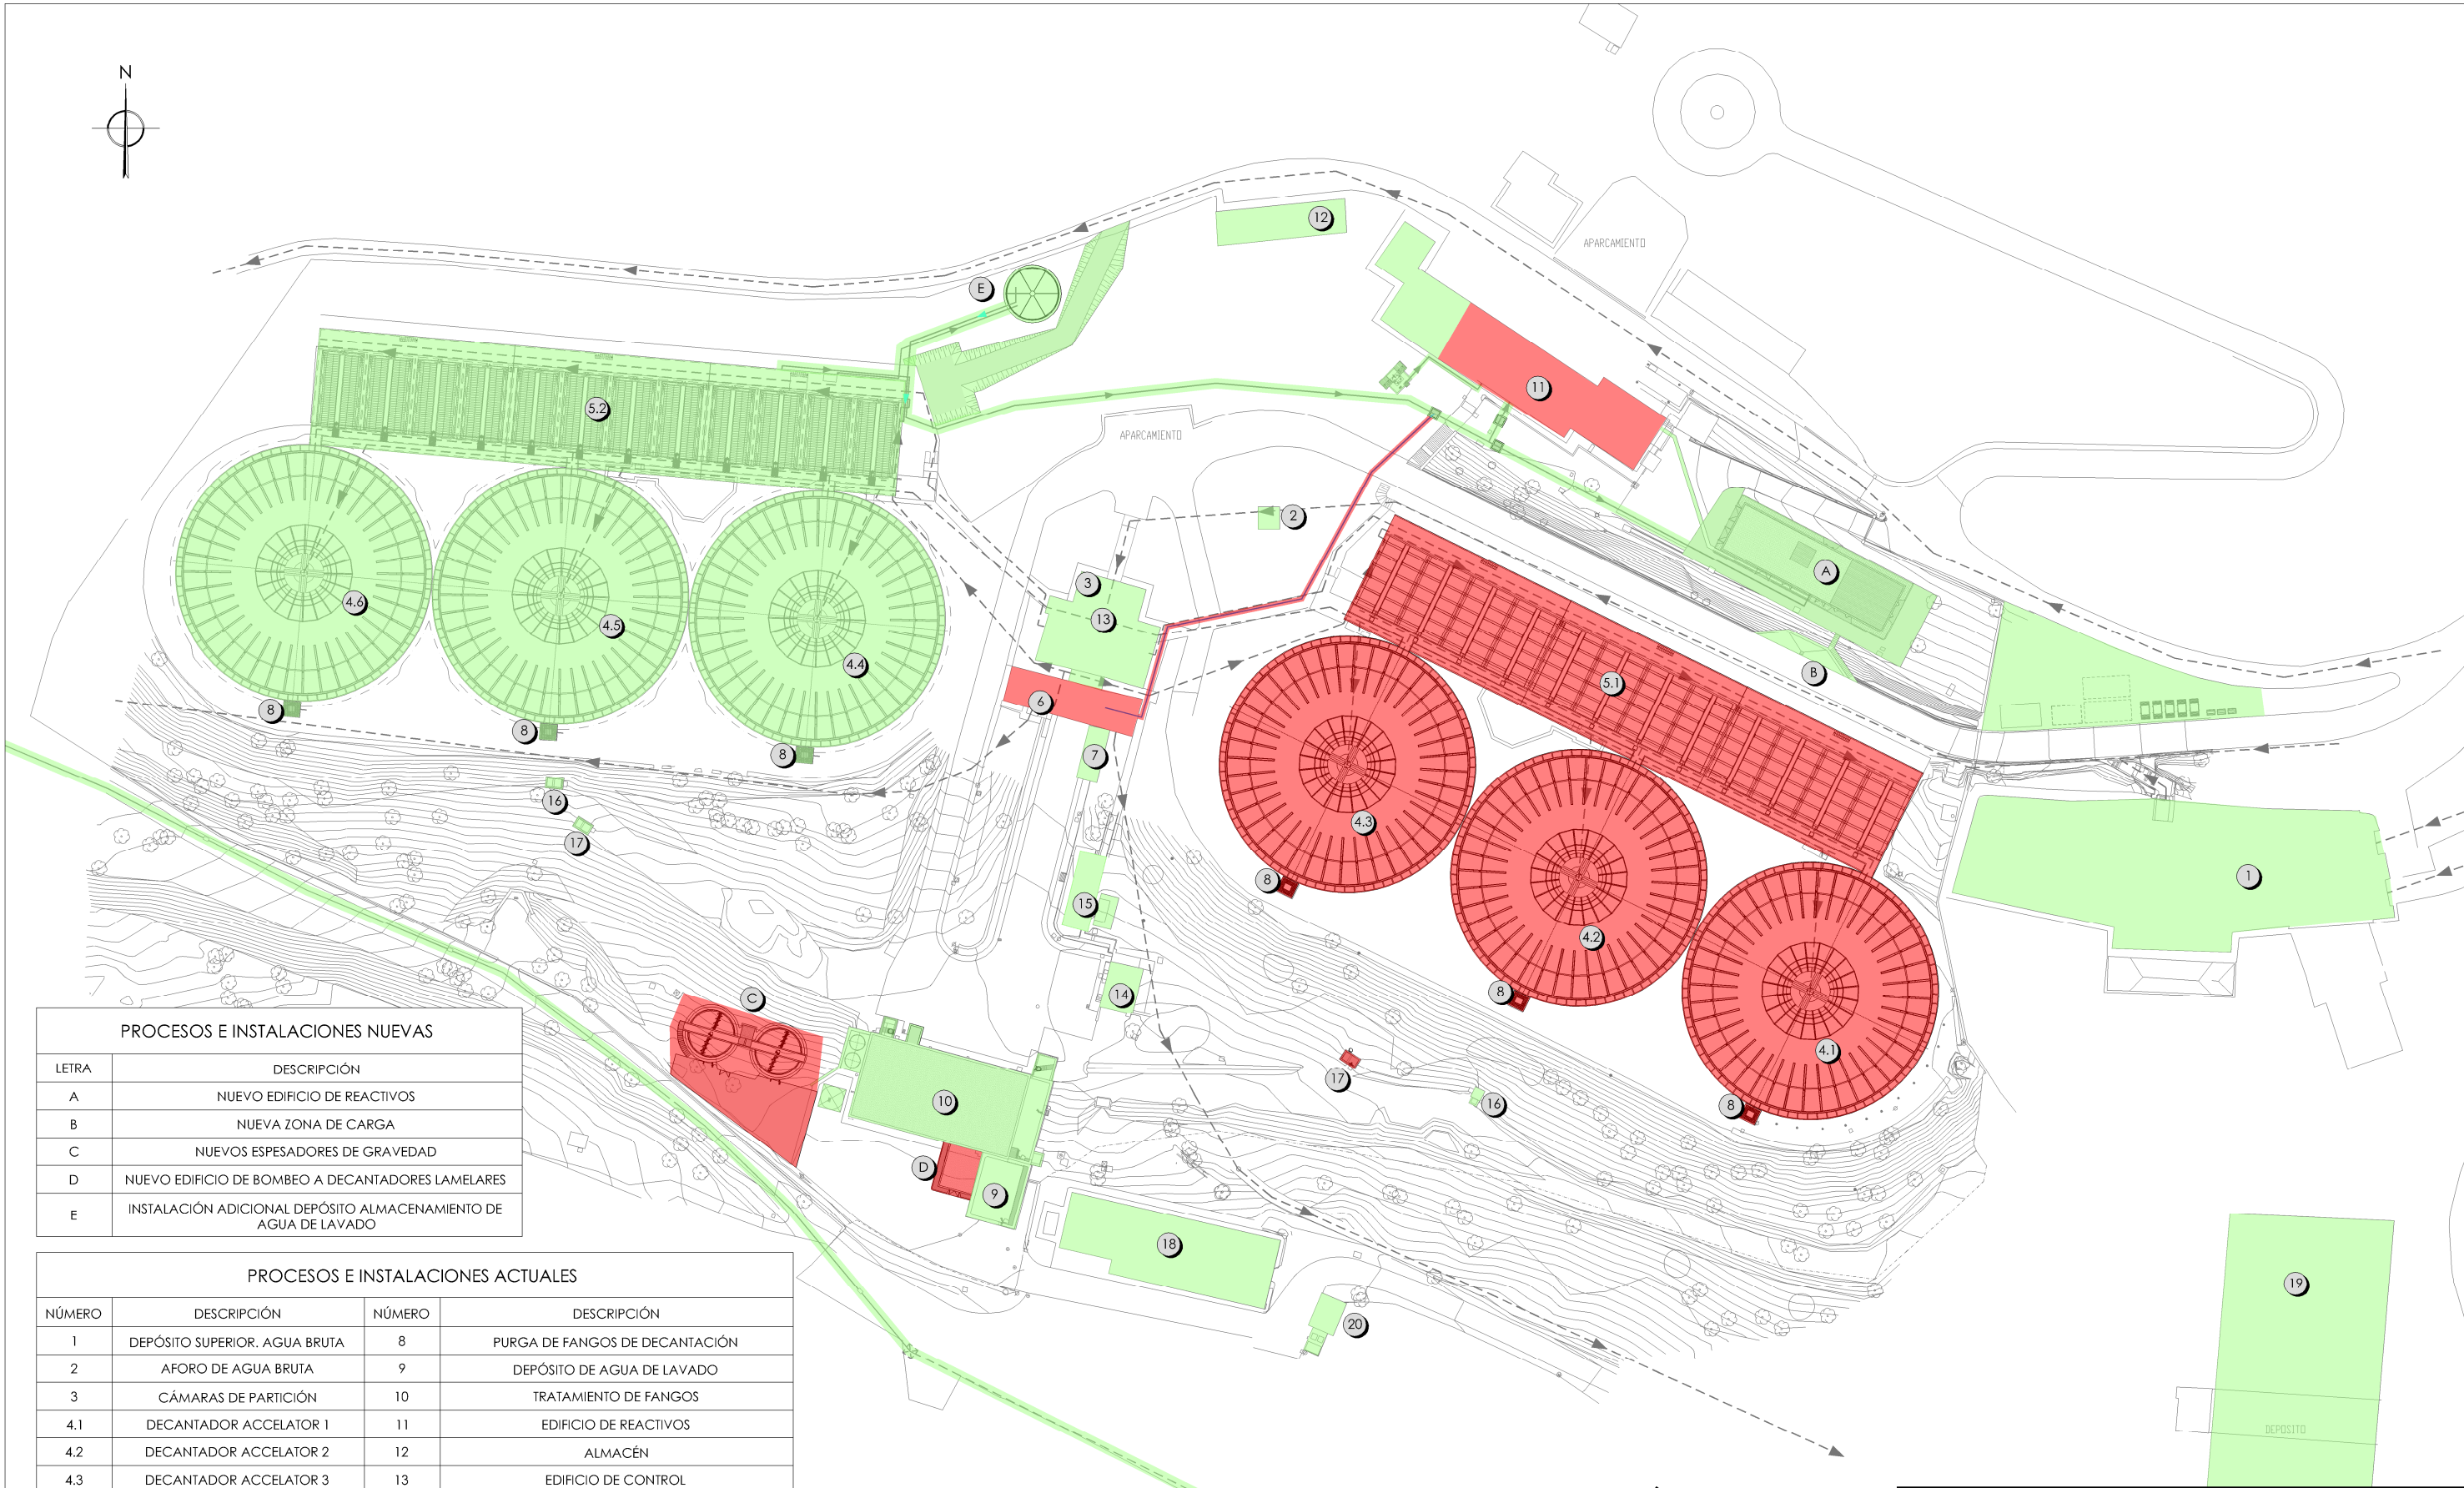 N
12
APARCAMIENTO
E
11
5.2
APARCAMIENTO
2
A
3
4.6
13
4.5
4.4
B
5.1
6
8
8
8
7
16
4.3
17
1
8
15
4.2
8
14
C
4.1
17
10
16
8
D
9
18
19
20
DEPOSITO
PROCESOS E INSTALACIONES NUEVAS
LETRA DESCRIPCIÓN
A NUEVO EDIFICIO DE REACTIVOS
B NUEVA ZONA DE CARGA
C NUEVOS ESPESADORES DE GRAVEDAD
D NUEVO EDIFICIO DE BOMBEO A DECANTADORES LAMELARES
E INSTALACIÓN ADICIONAL DEPÓSITO ALMACENAMIENTO DE
AGUA DE LAVADO
PROCESOS E INSTALACIONES ACTUALES
NÚMERO DESCRIPCIÓN NÚMERO DESCRIPCIÓN
1 DEPÓSITO SUPERIOR. AGUA BRUTA 8 PURGA DE FANGOS DE DECANTACIÓN
2 AFORO DE AGUA BRUTA 9 DEPÓSITO DE AGUA DE LAVADO
3 CÁMARAS DE PARTICIÓN 10 TRATAMIENTO DE FANGOS
4.1 DECANTADOR ACCELATOR 1 11 EDIFICIO DE REACTIVOS
4.2 DECANTADOR ACCELATOR 2 12 ALMACÉN
4.3 DECANTADOR ACCELATOR 3 13 EDIFICIO DE CONTROL